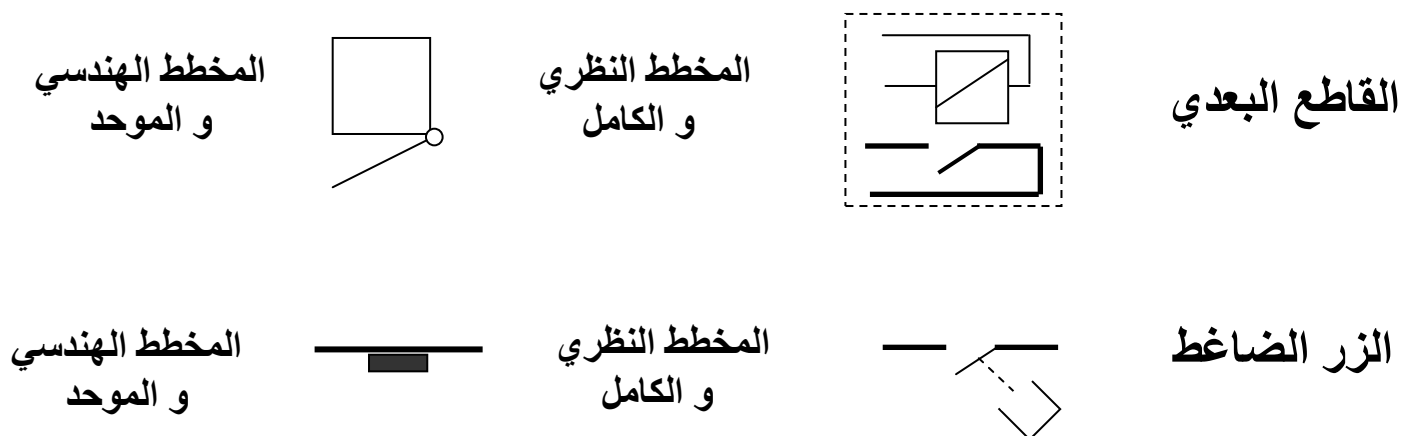 القاطع البعدي
المخطط النظري
و الكامل
المخطط الهندسي
و الموحد
الزر الضاغط
المخطط النظري
و الكامل
المخطط الهندسي
و الموحد